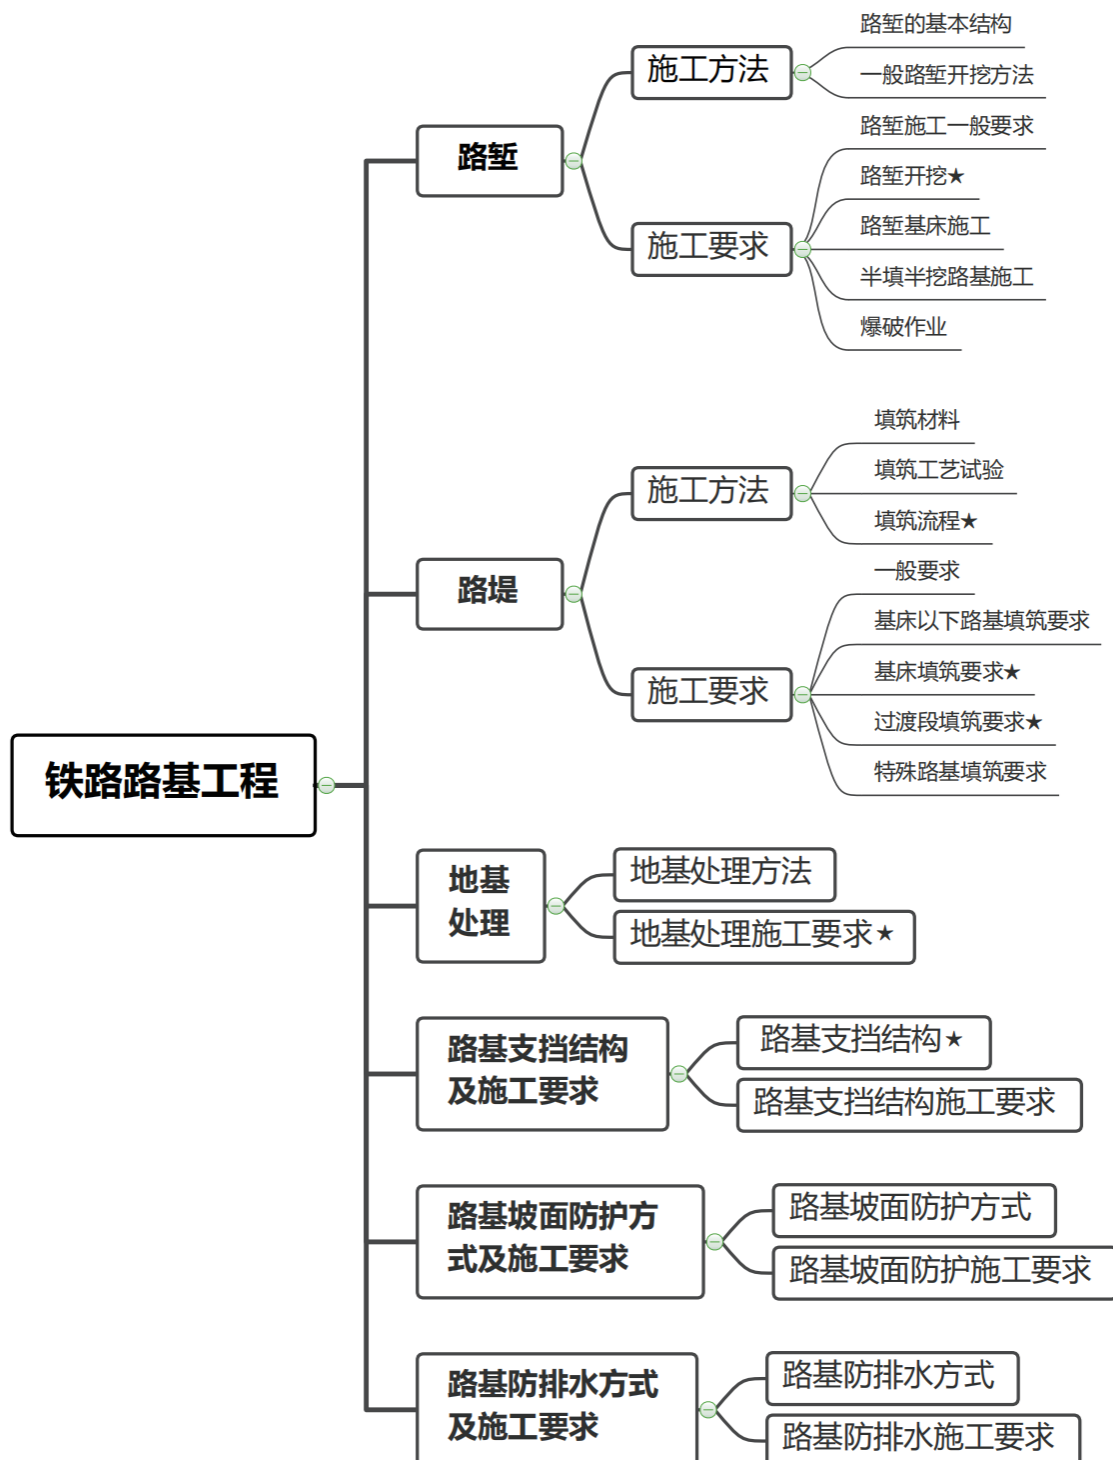 铁路路基工程
路堑
施工方法
路堑的基本结构
一般路堑开挖方法
施工要求
路堑施工一般要求
路堑开挖★
路堑基床施工
半填半挖路基施工
爆破作业
路堤
施工方法
填筑材料
填筑工艺试验
填筑流程★
施工要求
一般要求
基床以下路基填筑要求
基床填筑要求★
过渡段填筑要求★
特殊路基填筑要求
地基
处理
地基处理方法
地基处理施工要求★
路基支挡结构
及施工要求
路基支挡结构★
路基支挡结构施工要求
路基坡面防护方
式及施工要求
路基坡面防护方式
路基坡面防护施工要求
路基防排水方式
及施工要求
路基防排水方式
路基防排水施工要求